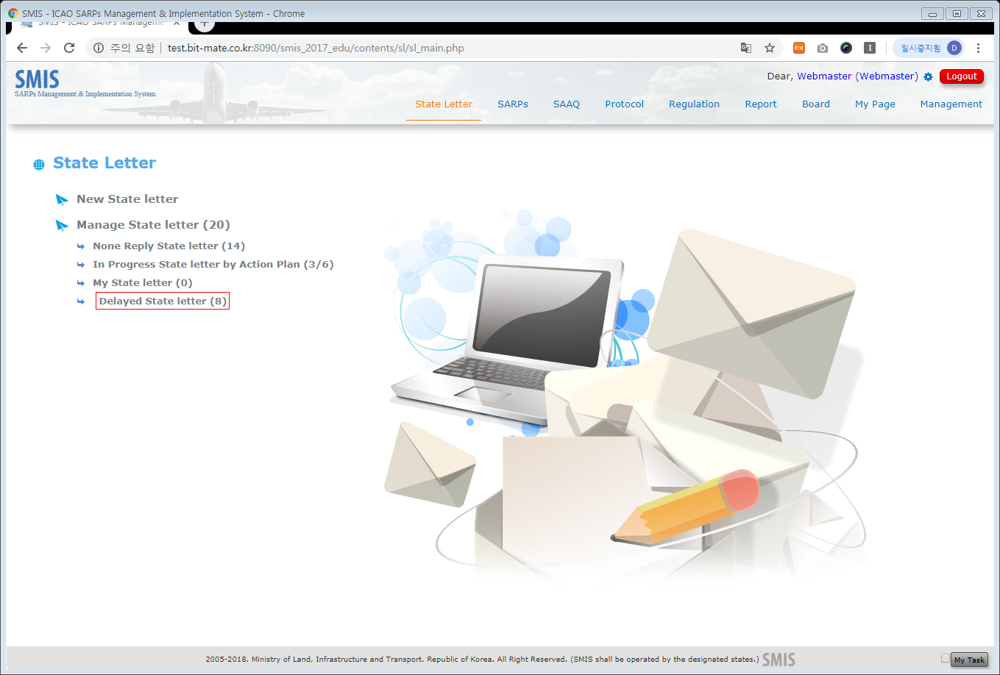 SMIS - ICAO SARPs Management & Implementation System - Chrome
SMIS - ICAO SARPs Manageme
주의 요함
test.bit-mate.co.kr:8090/smis_2017_edu/contents/sl/sl_main.php
일시중지됨 D
SMIS
SARPs Management & Implementation System
Dear, Webmaster (Webmaster) Logout
State Letter SARPs SAAQ Protocol Regulation Report Board My Page Management
State Letter
New State letter
Manage State letter (20)
None Reply State letter (14)
In Progress State letter by Action Plan (3/6)
My State letter (0)
Delayed State letter (8)
2005-2018. Ministry of Land, Infrastructure and Transport. Republic of Korea. All Right Reserved. (SMIS shall be operated by the designated states.) SMIS
My Task